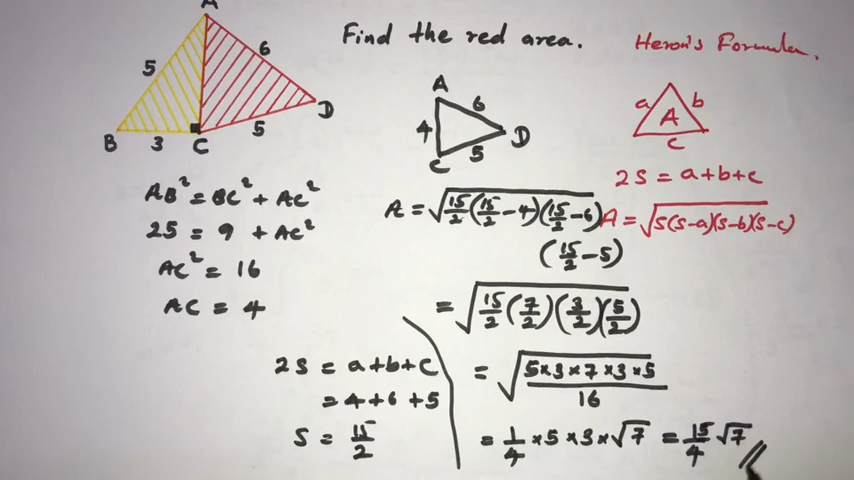 Find the red area.
Heron's Formula.
A
5
6
B
3
C
5
D
A
6
4
D
C
5
a
b
A
c
2S = a+b+c
A = √S(S-a)(S-b)(S-c)
AB² = BC² + AC²
25 = 9 + AC²
AC² = 16
AC = 4
A = √15/2(15/2-4)(15/2-6)
(15/2-5)
= √15/2(7/2)(3/2)(5/2)
2S = a+b+c
= 4+6+5
S = 15/2
= √5×3×7×3×5/16
= 1/4 ×5×3×√7 = 15/4 √7 //